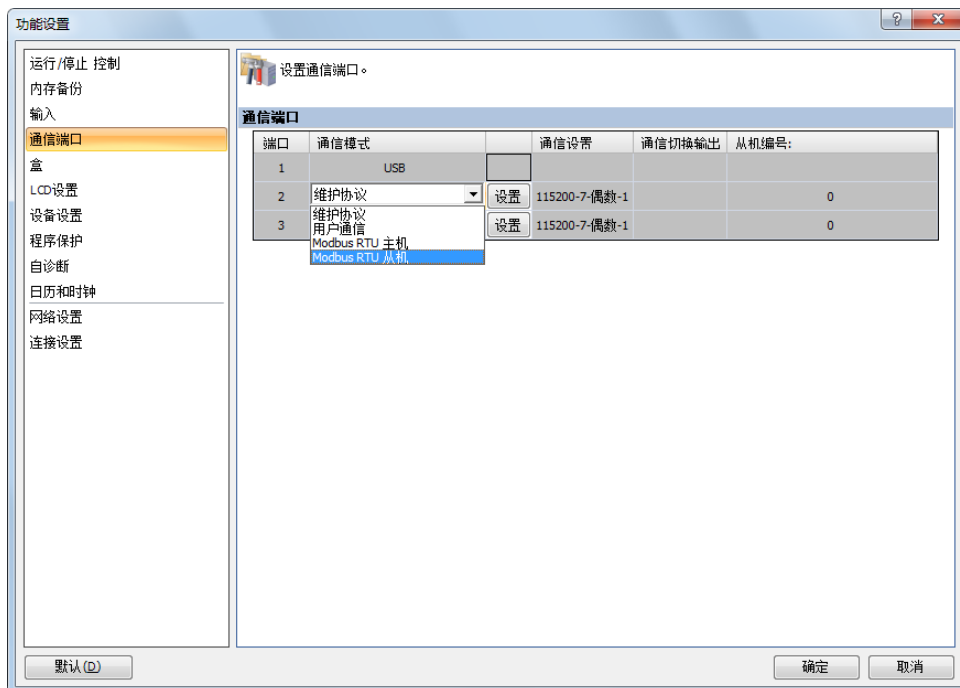 功能设置
运行/停止 控制
内存备份
输入
通信端口
盒
LCD设置
设备设置
程序保护
自诊断
日历和时钟
网络设置
连接设置
设置通信端口。
通信端口
端口 通信模式 通信设置 通信切换输出 从机编号:
1 USB
2 维护协议 设置 115200-7-偶数-1 0
维护协议
用户通信
Modbus RTU 主机
Modbus RTU 从机
3 设置 115200-7-偶数-1 0
默认(D) 确定 取消